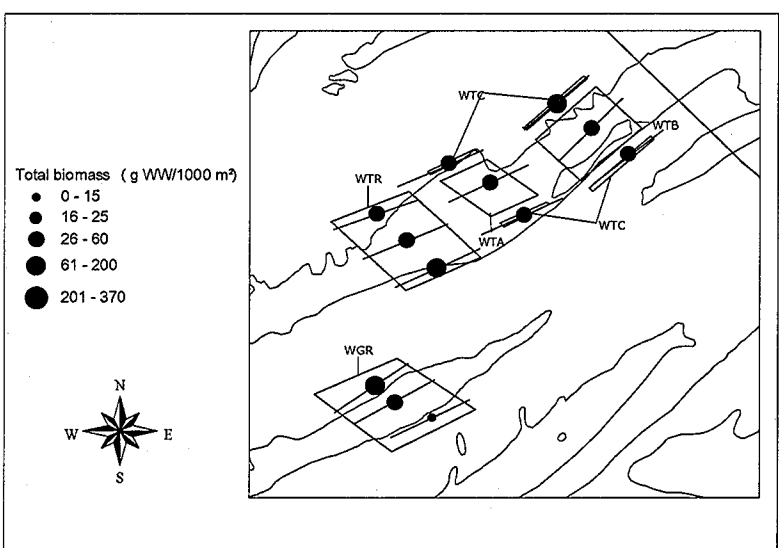 Total biomass ( g WW/1000 m²)
0 - 15
16 - 25
26 - 60
61 - 200
201 - 370
N
W
E
S
WTC
WTB
WTR
WTC
WTA
WGR